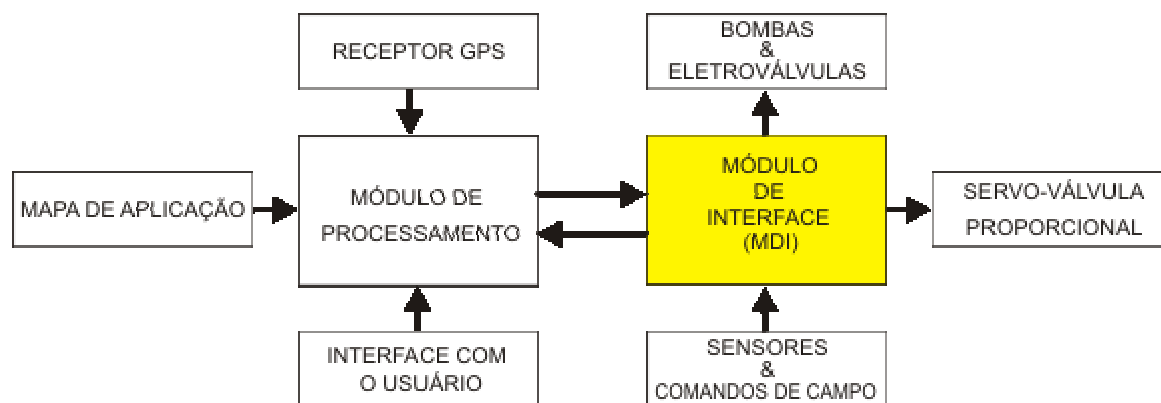 RECEPTOR GPS
BOMBAS
&
ELETROVÁLVULAS
MAPA DE APLICAÇÃO
MÓDULO DE
PROCESSAMENTO
MÓDULO
DE
INTERFACE
(MDI)
SERVO-VÁLVULA
PROPORCIONAL
INTERFACE COM
O USUÁRIO
SENSORES
&
COMANDOS DE CAMPO